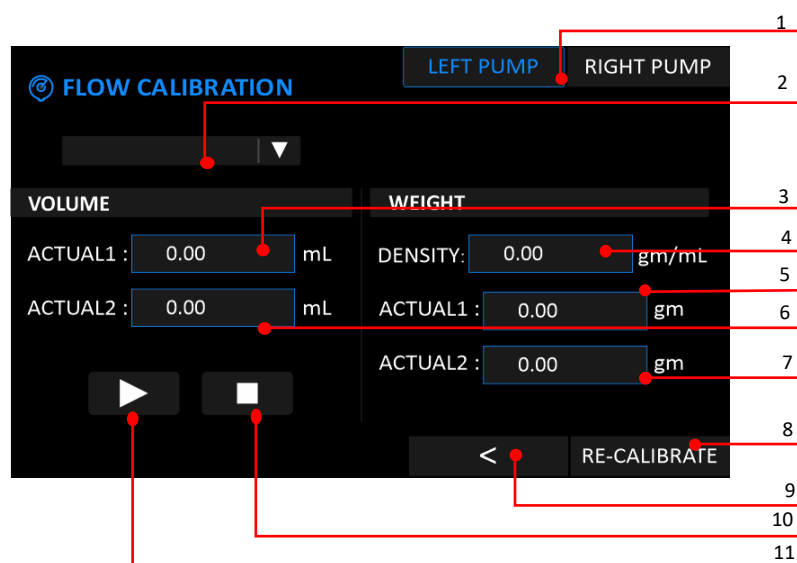 1
LEFT PUMP RIGHT PUMP
FLOW CALIBRATION
2
VOLUME WEIGHT
3
ACTUAL1 : 0.00 mL DENSITY: 0.00 gm/mL
4
5
ACTUAL2 : 0.00 mL ACTUAL1 : 0.00 gm
6
ACTUAL2 : 0.00 gm
7
8
< RE-CALIBRATE
9
10
11